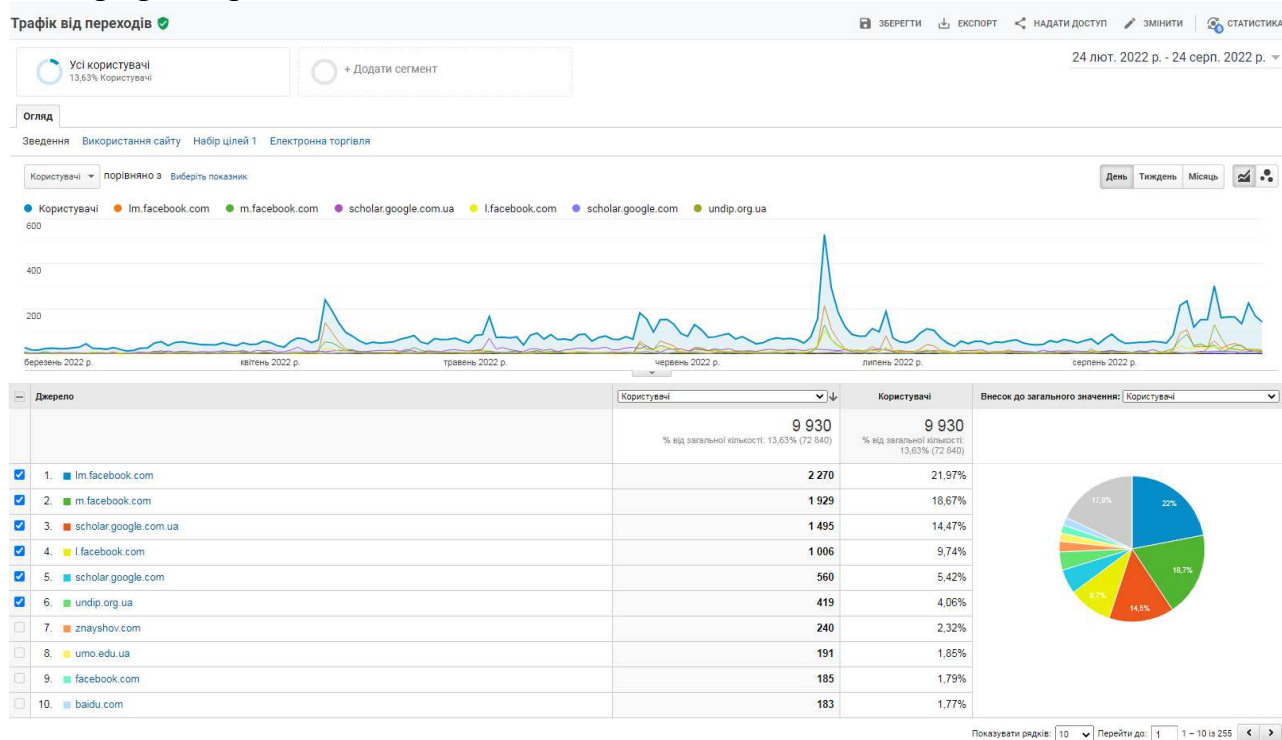 Трафік від переходів
ЗБЕРЕГТИ ЕКСПОРТ НАДАТИ ДОСТУП ЗМІНИТИ СТАТИСТИКА
Усі користувачі
13,63% Користувачі
+ Додати сегмент
24 лют. 2022 р. - 24 серп. 2022 р.
Огляд
Зведення Використання сайту Набір цілей 1 Електронна торгівля
Користувачі порівняно з Виберіть показник
День Тиждень Місяць
Користувачі lm.facebook.com m.facebook.com scholar.google.com.ua l.facebook.com scholar.google.com undip.org.ua
600
400
200
березень 2022 р. квітень 2022 р. травень 2022 р. червень 2022 р. липень 2022 р. серпень 2022 р.
Джерело Користувачі Користувачі Внесок до загального значення: Користувачі
9 930 9 930
% від загальної кількості: 13,63% (72 840) % від загальної кількості:
13,63% (72 840)
1. lm.facebook.com 2 270 21,97%
2. m.facebook.com 1 929 18,67%
3. scholar.google.com.ua 1 495 14,47%
4. l.facebook.com 1 006 9,74%
5. scholar.google.com 560 5,42%
6. undip.org.ua 419 4,06%
7. znayshov.com 240 2,32%
8. umo.edu.ua 191 1,85%
9. facebook.com 185 1,79%
10. baidu.com 183 1,77%
17,9% 22%
18,7%
9,7%
14,5%
Показувати рядків: 10 Перейти до: 1 1 – 10 із 255